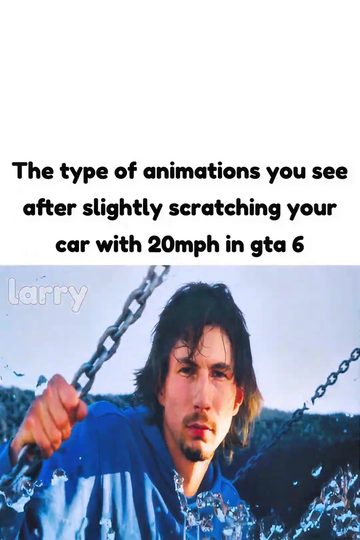 The type of animations you see
after slightly scratching your
car with 20mph in gta 6
larry